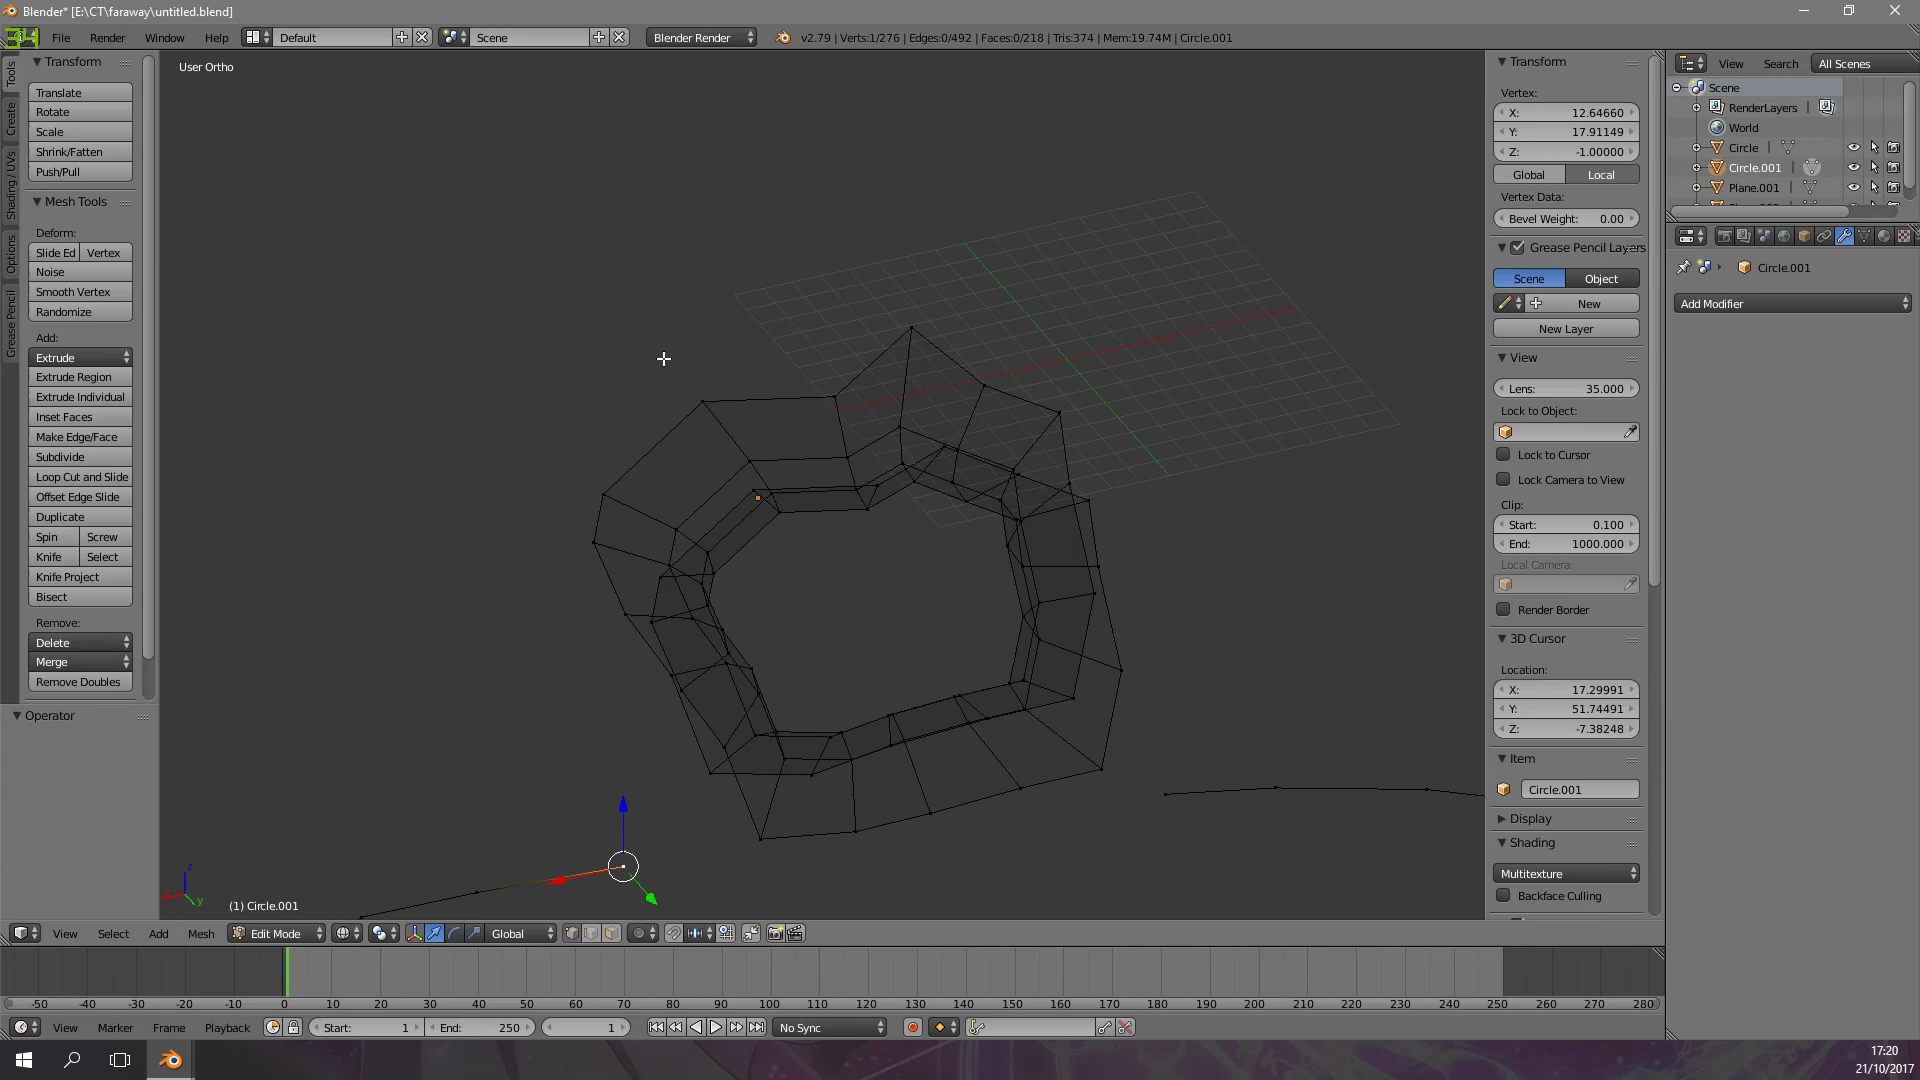 Blender* [E:\CT\faraway\untitled.blend]
34
File Render Window Help Default Scene Blender Render v2.79 | Verts:1/276 | Edges:0/492 | Faces:0/218 | Tris:374 | Mem:19.74M | Circle.001
Tools
Create
Shading / UVs
Options
Grease Pencil
Transform
Translate
Rotate
Scale
Shrink/Fatten
Push/Pull
Mesh Tools
Deform:
Slide Ed Vertex
Noise
Smooth Vertex
Randomize
Add:
Extrude
Extrude Region
Extrude Individual
Inset Faces
Make Edge/Face
Subdivide
Loop Cut and Slide
Offset Edge Slide
Duplicate
Spin Screw
Knife Select
Knife Project
Bisect
Remove:
Delete
Merge
Remove Doubles
Operator
User Ortho
z
x
y
(1) Circle.001
Transform
Vertex:
X: 12.64660
Y: 17.91149
Z: -1.00000
Global Local
Vertex Data:
Bevel Weight: 0.00
Grease Pencil Layers
Scene Object
New
New Layer
View
Lens: 35.000
Lock to Object:
Lock to Cursor
Lock Camera to View
Clip:
Start: 0.100
End: 1000.000
Local Camera:
Render Border
3D Cursor
Location:
X: 17.29991
Y: 51.74491
Z: -7.38248
Item
Circle.001
Display
Shading
Multitexture
Backface Culling
View Search All Scenes
Scene
RenderLayers
World
Circle
Circle.001
Plane.001
Circle.001
Add Modifier
View Select Add Mesh Edit Mode Global
-50 -40 -30 -20 -10 0 10 20 30 40 50 60 70 80 90 100 110 120 130 140 150 160 170 180 190 200 210 220 230 240 250 260 270 280
View Marker Frame Playback Start: 1 End: 250 1 No Sync
17:20
21/10/2017